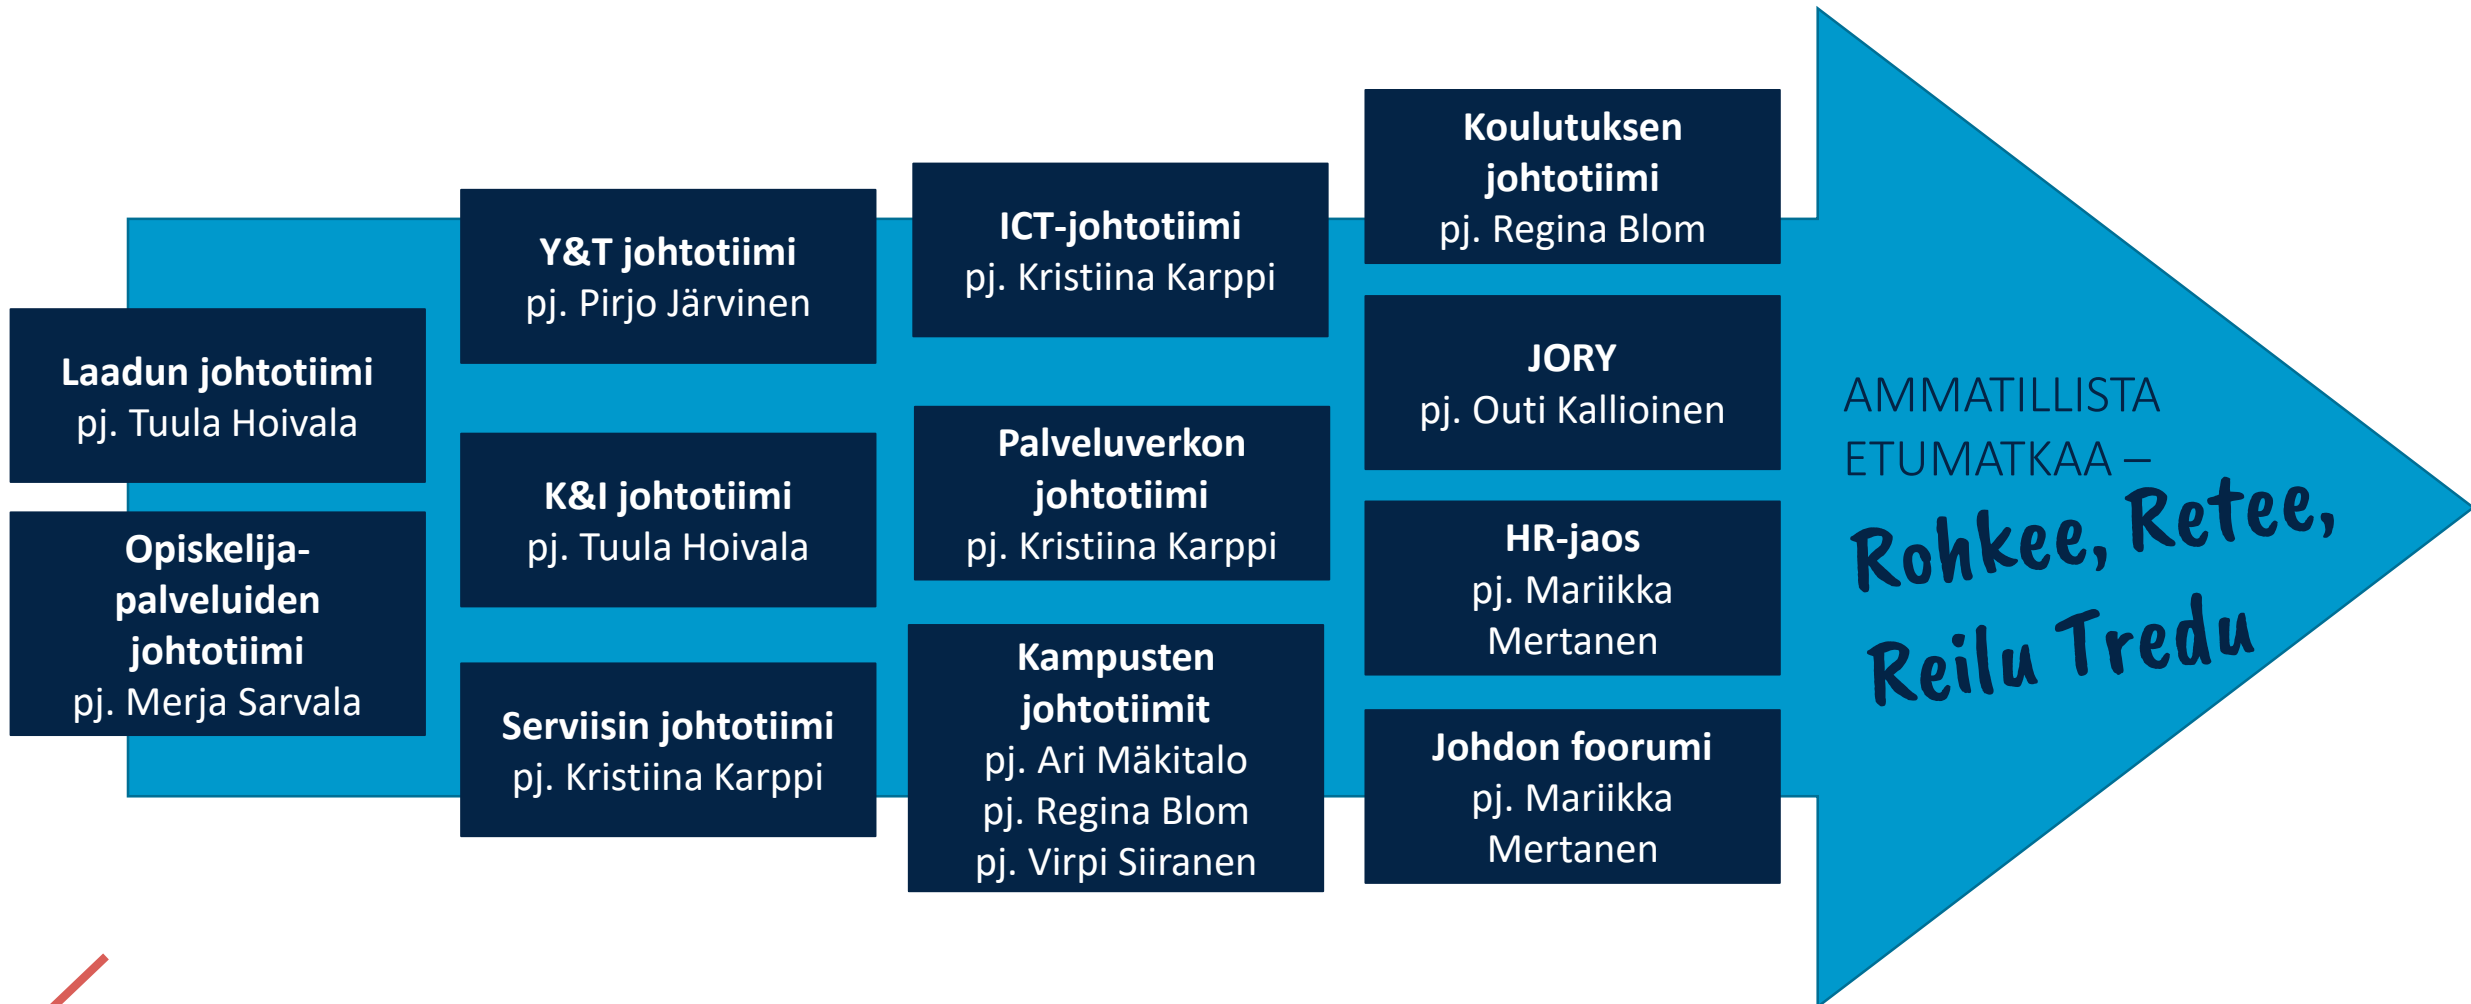 Laadun johtotiimi
pj. Tuula Hoivala
Opiskelija-
palveluiden
johtotiimi
pj. Merja Sarvala
Y&T johtotiimi
pj. Pirjo Järvinen
K&I johtotiimi
pj. Tuula Hoivala
Serviisin johtotiimi
pj. Kristiina Karppi
ICT-johtotiimi
pj. Kristiina Karppi
Palveluverkon
johtotiimi
pj. Kristiina Karppi
Kampusten
johtotiimit
pj. Ari Mäkitalo
pj. Regina Blom
pj. Virpi Siiranen
Koulutuksen
johtotiimi
pj. Regina Blom
JORY
pj. Outi Kallioinen
HR-jaos
pj. Mariikka
Mertanen
Johdon foorumi
pj. Mariikka
Mertanen
AMMATILLISTA
ETUMATKAA –
Rohkee, Retee,
Reilu Tredu